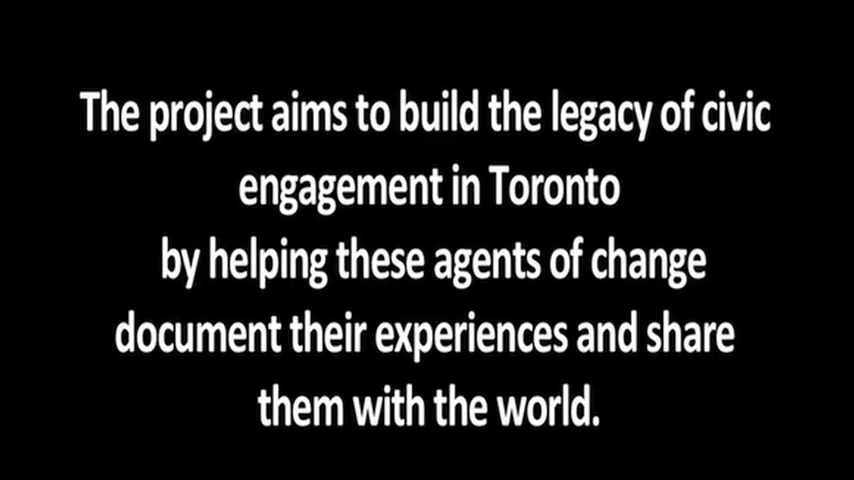 The project aims to build the legacy of civic
engagement in Toronto
by helping these agents of change
document their experiences and share
them with the world.